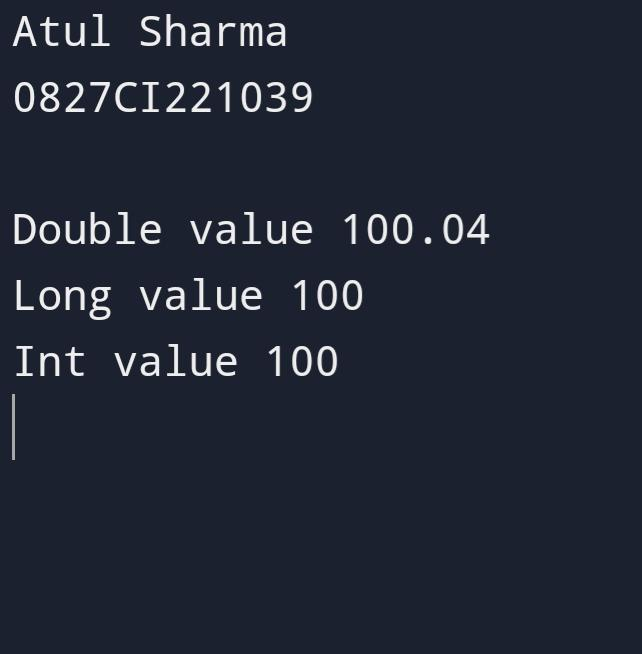 Atul Sharma
0827CI221039
Double value 100.04
Long value 100
Int value 100